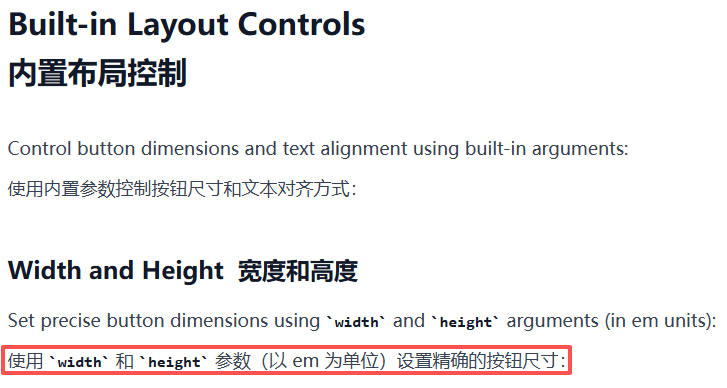 Built-in Layout Controls
内置布局控制
Control button dimensions and text alignment using built-in arguments:
使用内置参数控制按钮尺寸和文本对齐方式：
Width and Height 宽度和高度
Set precise button dimensions using `width` and `height` arguments (in em units):
使用 `width` 和 `height` 参数（以 em 为单位）设置精确的按钮尺寸：